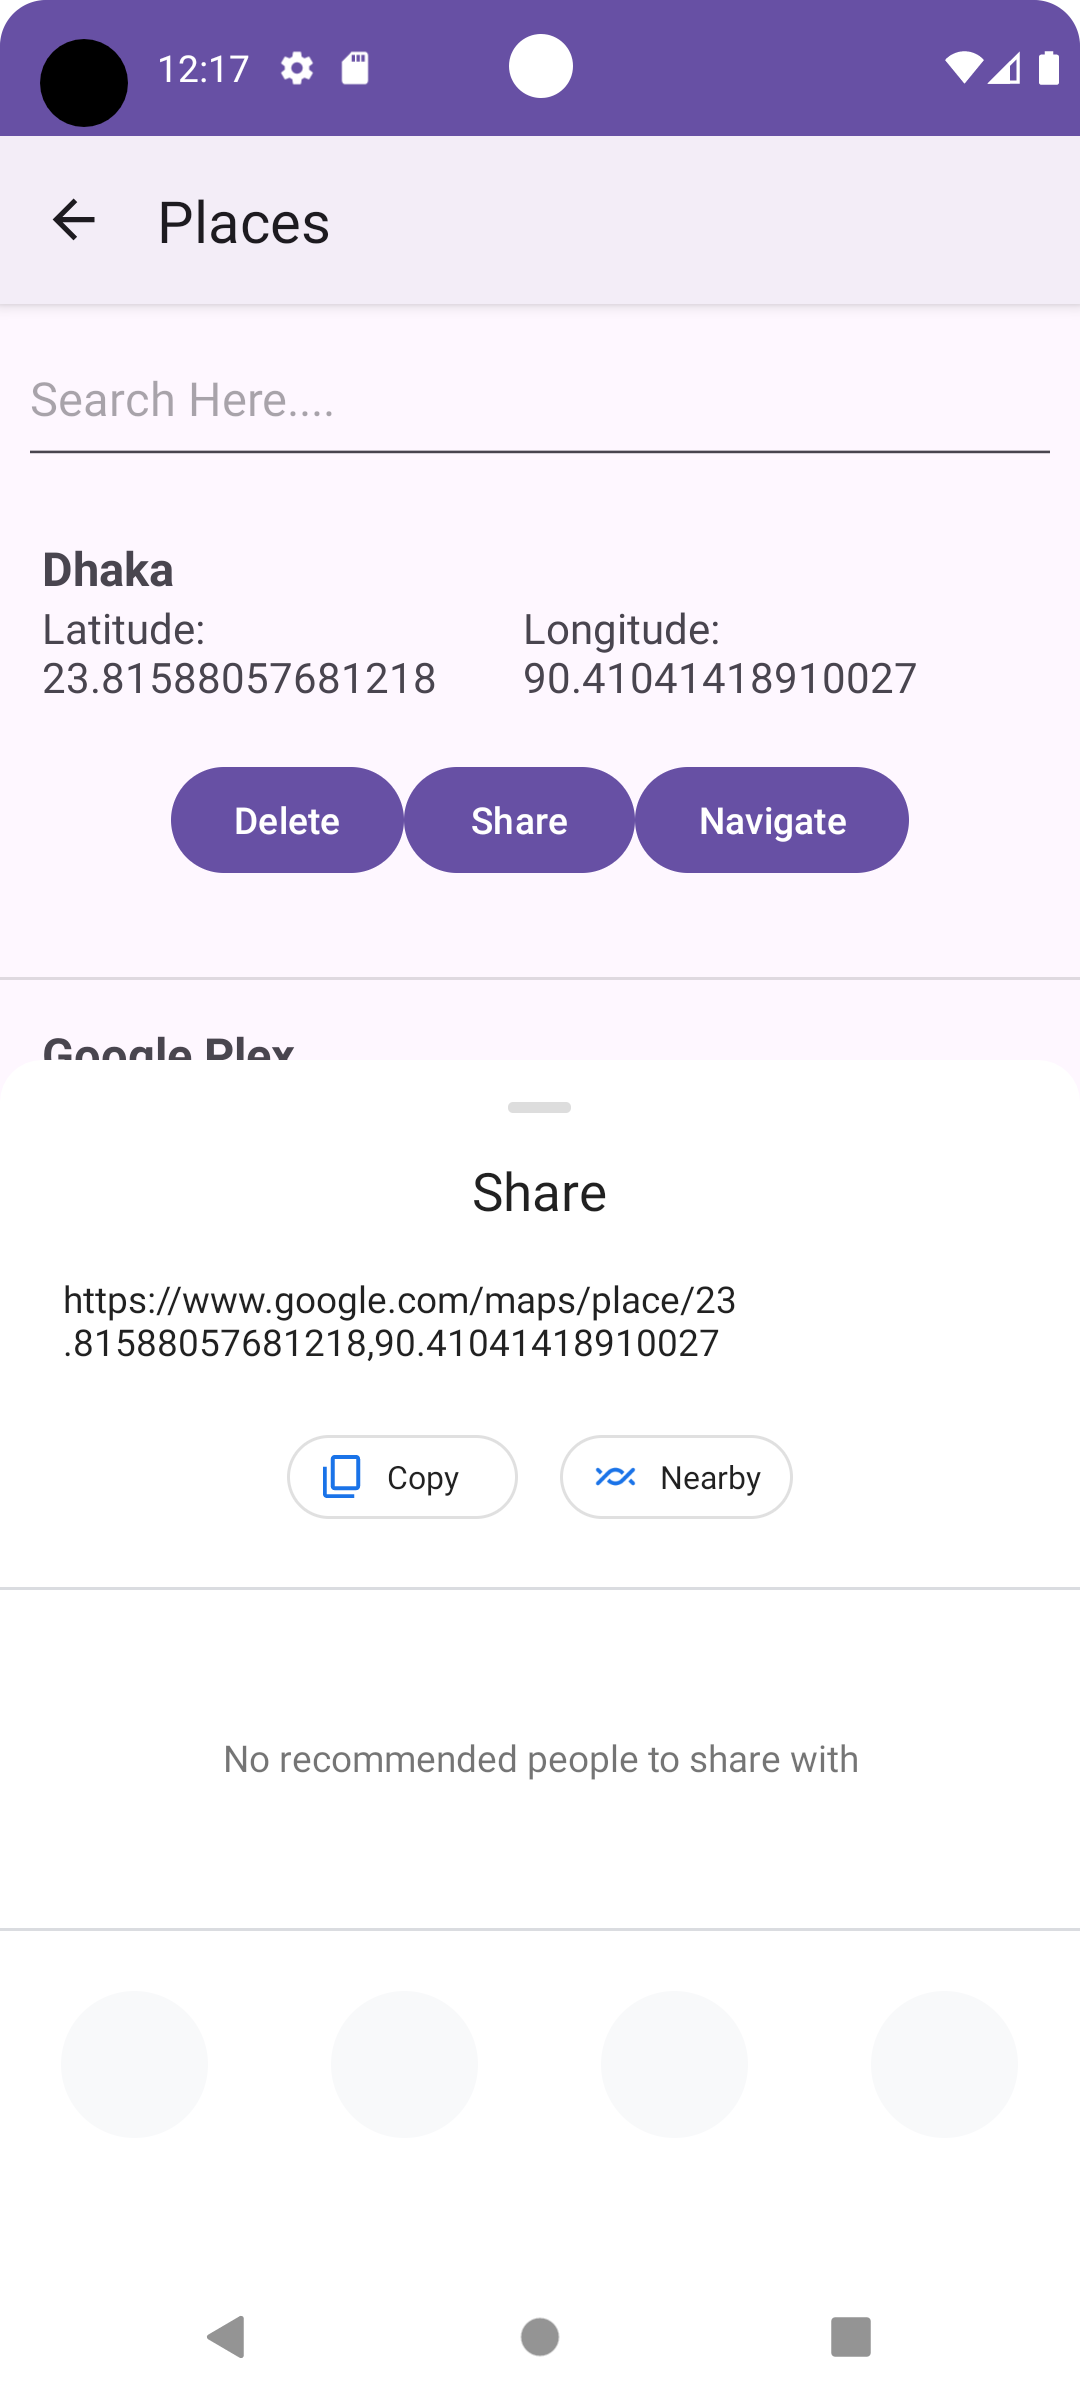 12:17
Places
Search Here....
Dhaka
Latitude:
23.81588057681218
Longitude:
90.41041418910027
Delete
Share
Navigate
Google Plex
Share
https://www.google.com/maps/place/23
.81588057681218,90.41041418910027
Copy
Nearby
No recommended people to share with